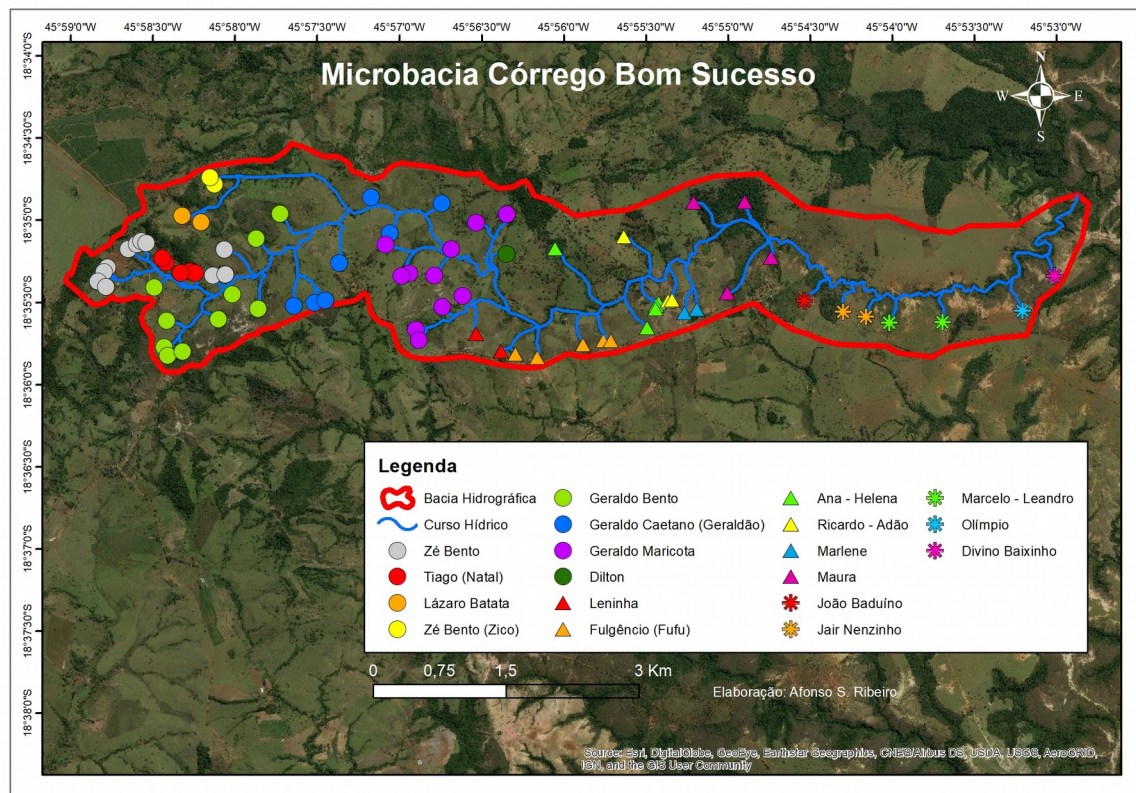 45°59'0"W 45°58'30"W 45°58'0"W 45°57'30"W 45°57'0"W 45°56'30"W 45°56'0"W 45°55'30"W 45°55'0"W 45°54'30"W 45°54'0"W 45°53'30"W 45°53'0"W
18°34'0"S
18°34'30"S
18°35'0"S
18°35'30"S
18°36'0"S
18°36'30"S
18°37'0"S
18°37'30"S
18°38'0"S
Microbacia Córrego Bom Sucesso
N
W E
S
Legenda
Bacia Hidrográfica
Curso Hídrico
Zé Bento
Tiago (Natal)
Lázaro Batata
Zé Bento (Zico)
Geraldo Bento
Geraldo Caetano (Geraldão)
Geraldo Maricota
Dilton
Leninha
Fulgêncio (Fufu)
Ana - Helena
Ricardo - Adão
Marlene
Maura
João Baduíno
Jair Nenzinho
Marcelo - Leandro
Olímpio
Divino Baixinho
0 0,75 1,5 3 Km
Elaboração: Afonso S. Ribeiro
Source: Esri, DigitalGlobe, GeoEye, Earthstar Geographics, CNES/Airbus DS, USDA, USGS, AeroGRID,
IGN, and the GIS User Community